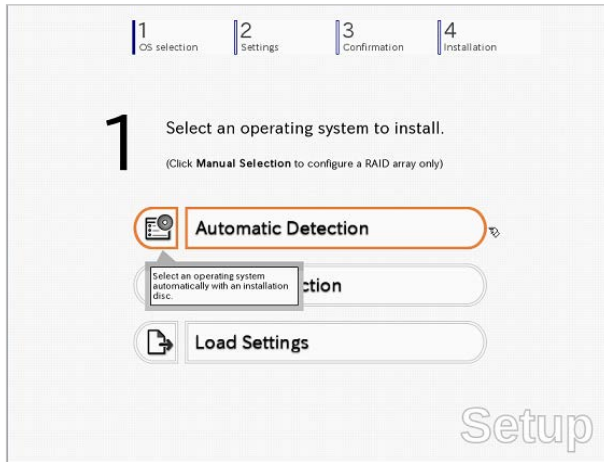 1 2 3 4
OS selection Settings Confirmation Installation
1 Select an operating system to install.
(Click Manual Selection to configure a RAID array only)
Automatic Detection
Select an operating system
automatically with an installation
disc.
ction
Load Settings
Setup